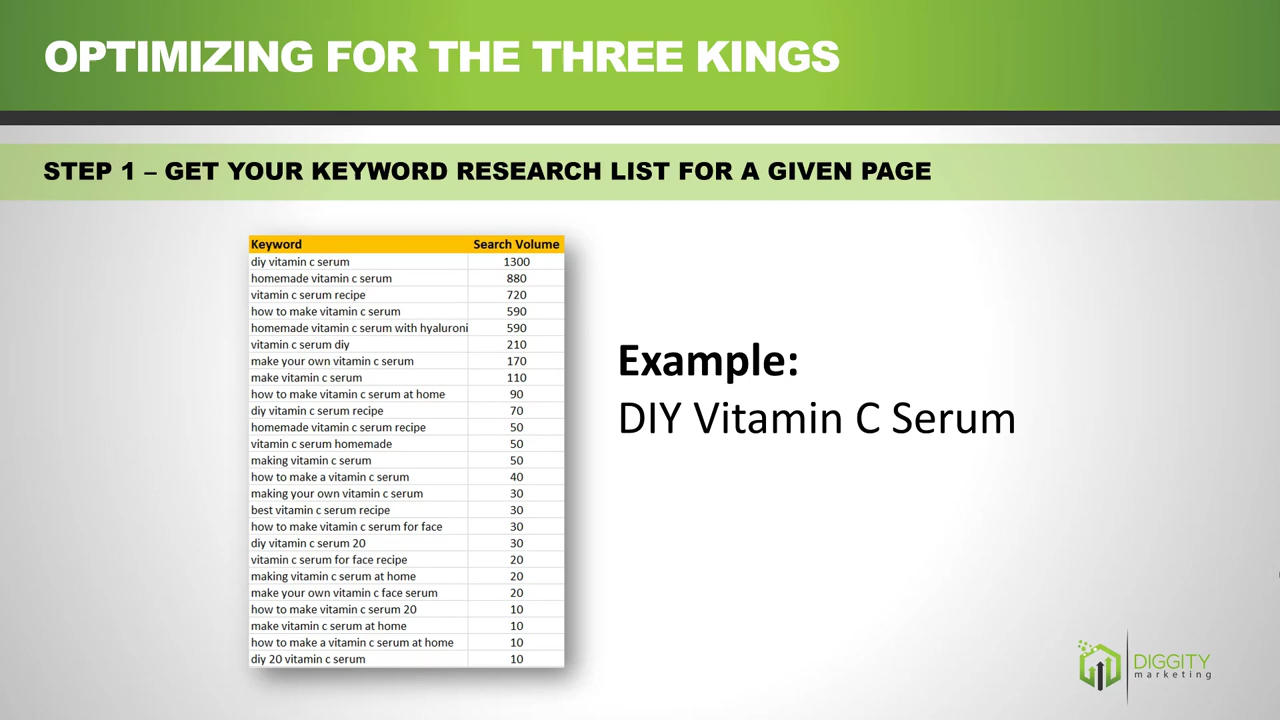 OPTIMIZING FOR THE THREE KINGS
STEP 1 – GET YOUR KEYWORD RESEARCH LIST FOR A GIVEN PAGE
Keyword Search Volume
diy vitamin c serum 1300
homemade vitamin c serum 880
vitamin c serum recipe 720
how to make vitamin c serum 590
homemade vitamin c serum with hyaluroni 590
vitamin c serum diy 210
make your own vitamin c serum 170
make vitamin c serum 110
how to make vitamin c serum at home 90
diy vitamin c serum recipe 70
homemade vitamin c serum recipe 50
vitamin c serum homemade 50
making vitamin c serum 50
how to make a vitamin c serum 40
making your own vitamin c serum 30
best vitamin c serum recipe 30
how to make vitamin c serum for face 30
diy vitamin c serum 20 30
vitamin c serum for face recipe 20
making vitamin c serum at home 20
make your own vitamin c face serum 20
how to make vitamin c serum 20 10
make vitamin c serum at home 10
how to make a vitamin c serum at home 10
diy 20 vitamin c serum 10
Example:
DIY Vitamin C Serum
DIGGITY
marketing